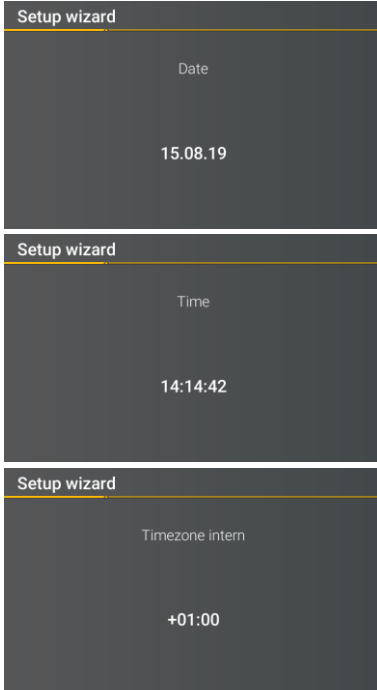 Setup wizard
Date
15.08.19
Setup wizard
Time
14:14:42
Setup wizard
Timezone intern
+01:00